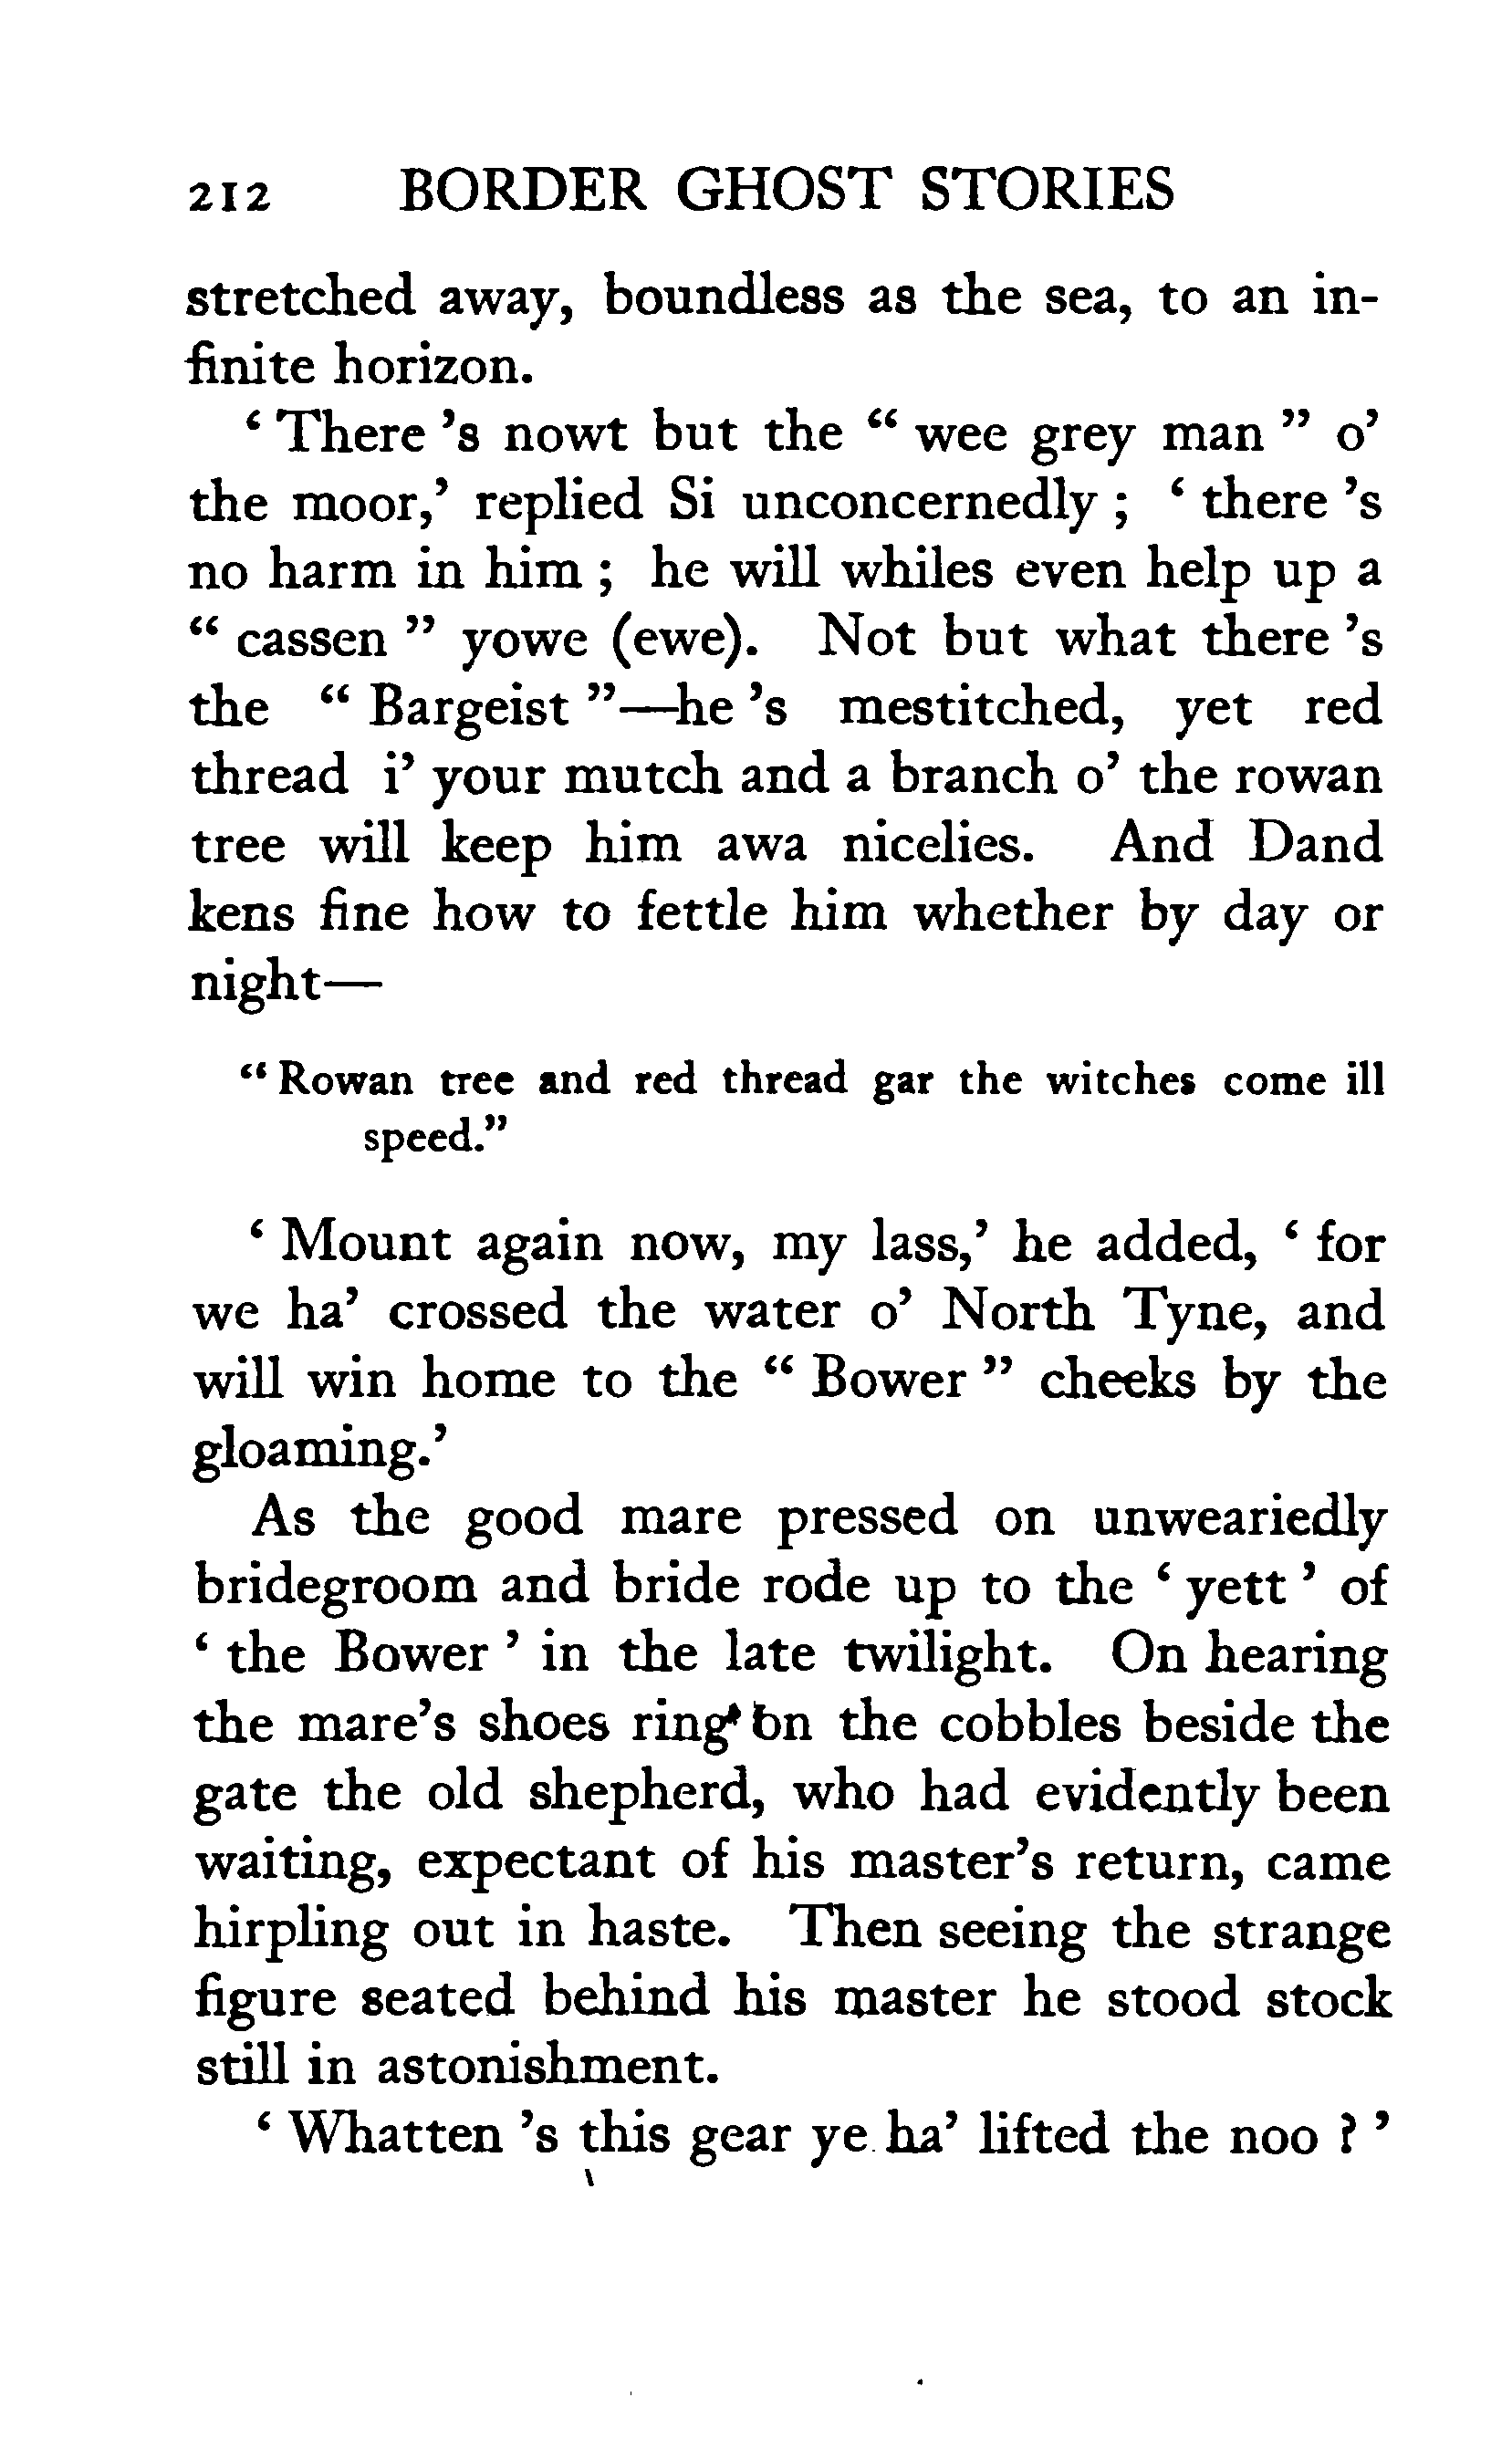 212 BORDER GHOST STORIES
stretched away, boundless as the sea, to an in-
finite horizon.
‘ There ’s nowt but the “ wee grey man ” o’
the moor,’ replied Si unconcernedly ; ‘ there ’s
no harm in him ; he will whiles even help up a
“ cassen ” yowe (ewe). Not but what there ’s
the “ Bargeist ”—he ’s mestitched, yet red
thread i’ your mutch and a branch o’ the rowan
tree will keep him awa nicelies. And Dand
kens fine how to fettle him whether by day or
night—
“ Rowan tree and red thread gar the witches come ill
speed.”
‘ Mount again now, my lass,’ he added, ‘ for
we ha’ crossed the water o’ North Tyne, and
will win home to the “ Bower ” cheeks by the
gloaming.’
As the good mare pressed on unweariedly
bridegroom and bride rode up to the ‘ yett ’ of
‘ the Bower ’ in the late twilight. On hearing
the mare’s shoes ring on the cobbles beside the
gate the old shepherd, who had evidently been
waiting, expectant of his master’s return, came
hirpling out in haste. Then seeing the strange
figure seated behind his master he stood stock
still in astonishment.
‘ Whatten ’s this gear ye ha’ lifted the noo ? ’